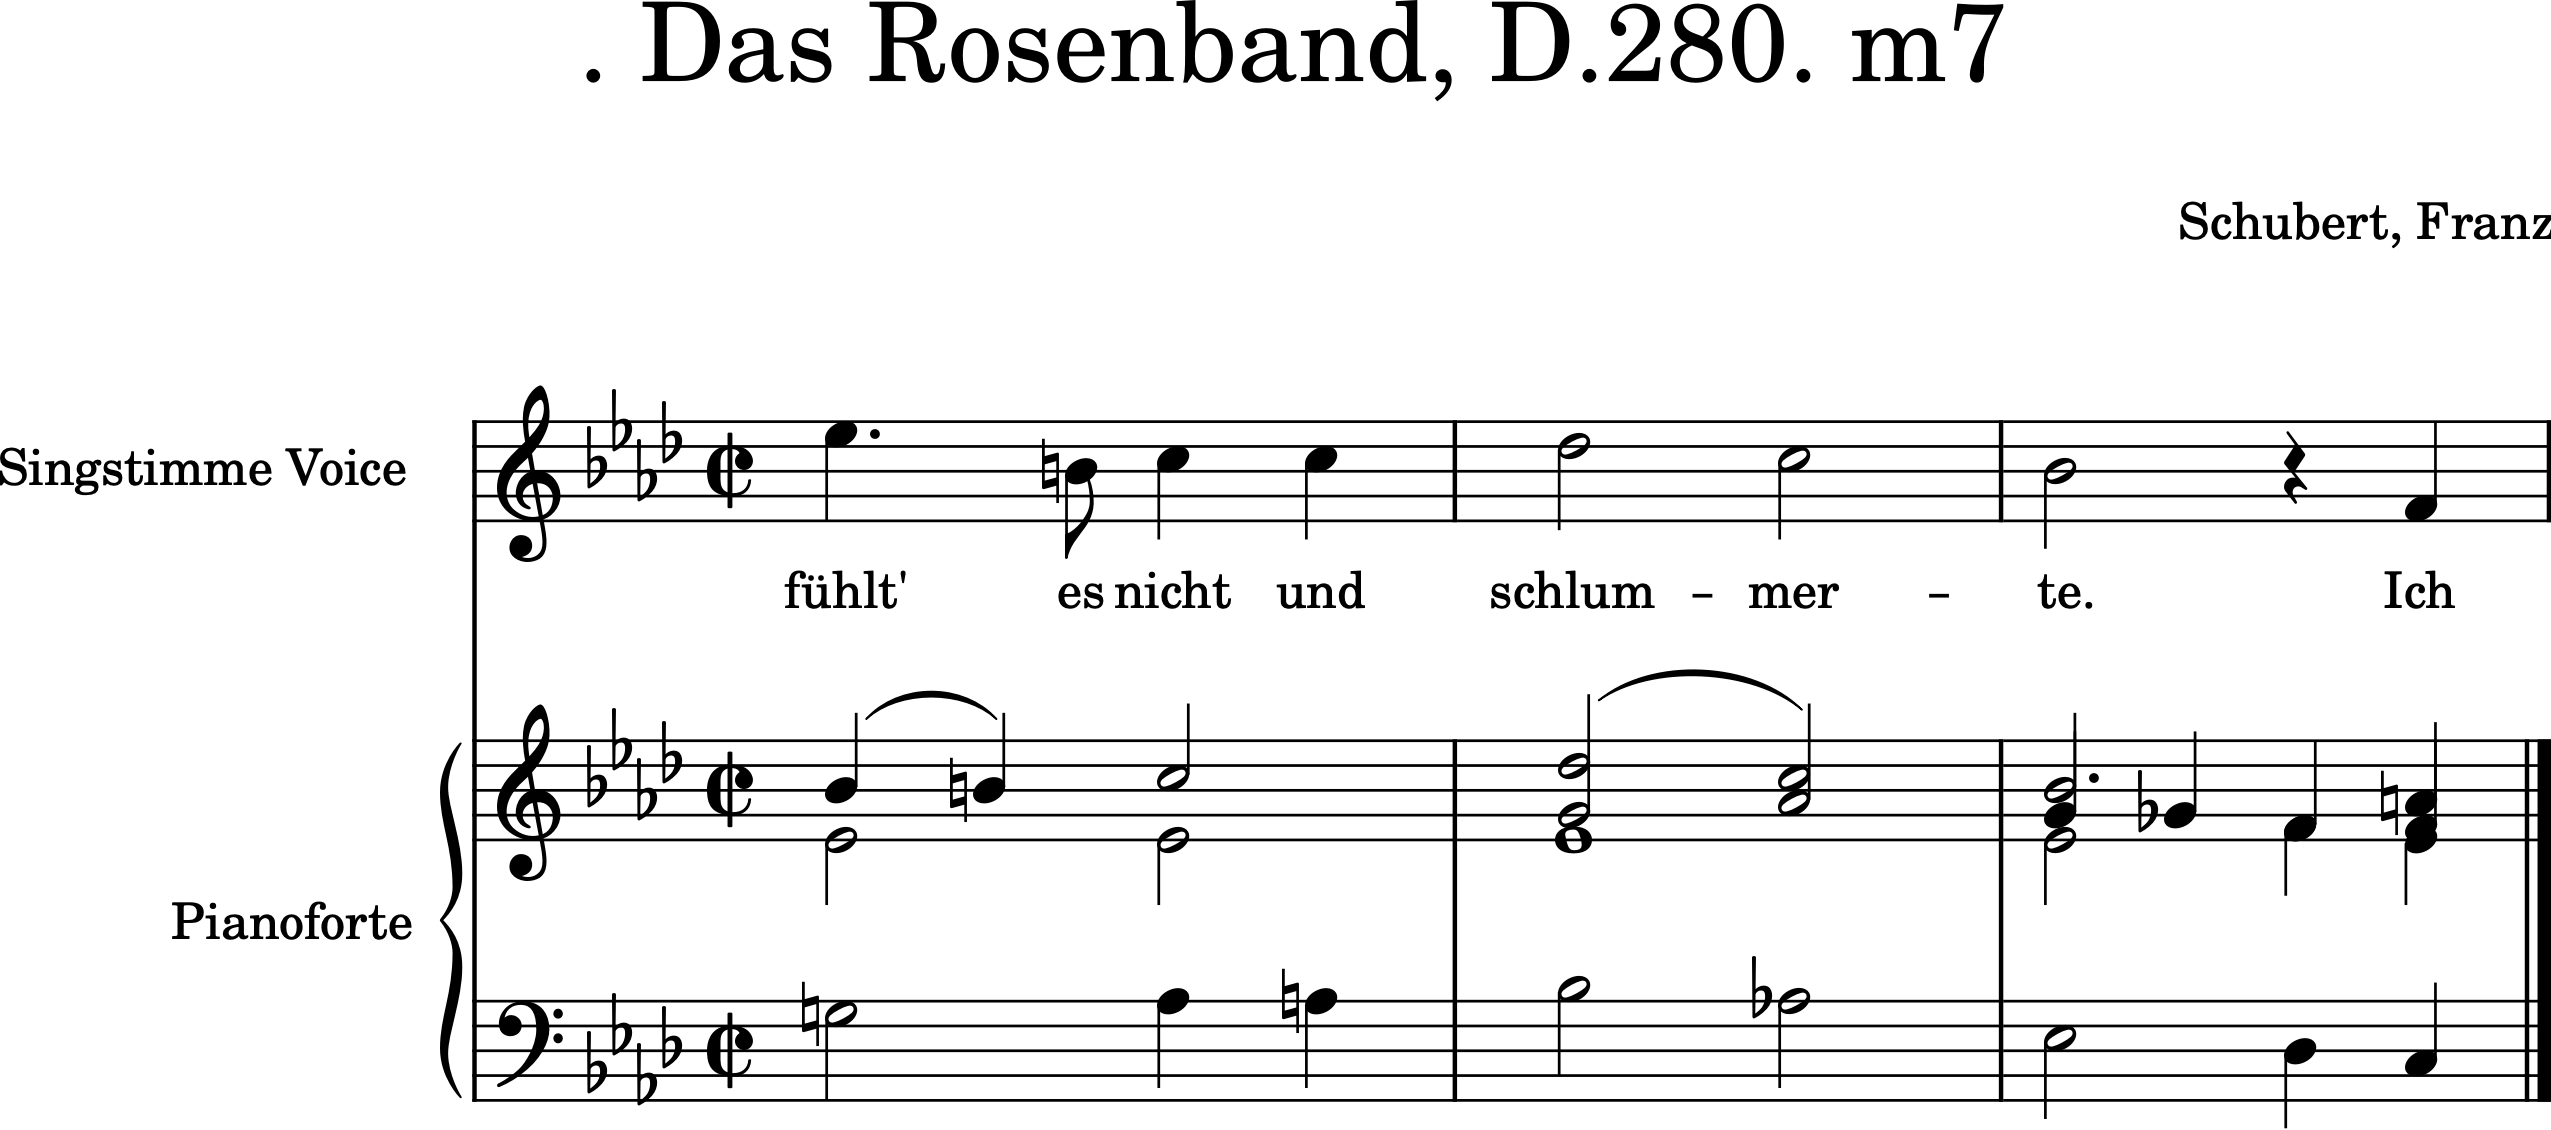 . Das Rosenband, D.280. m7
Schubert, Franz
Singstimme Voice
fühlt' es nicht und schlum - mer - te. Ich
Pianoforte